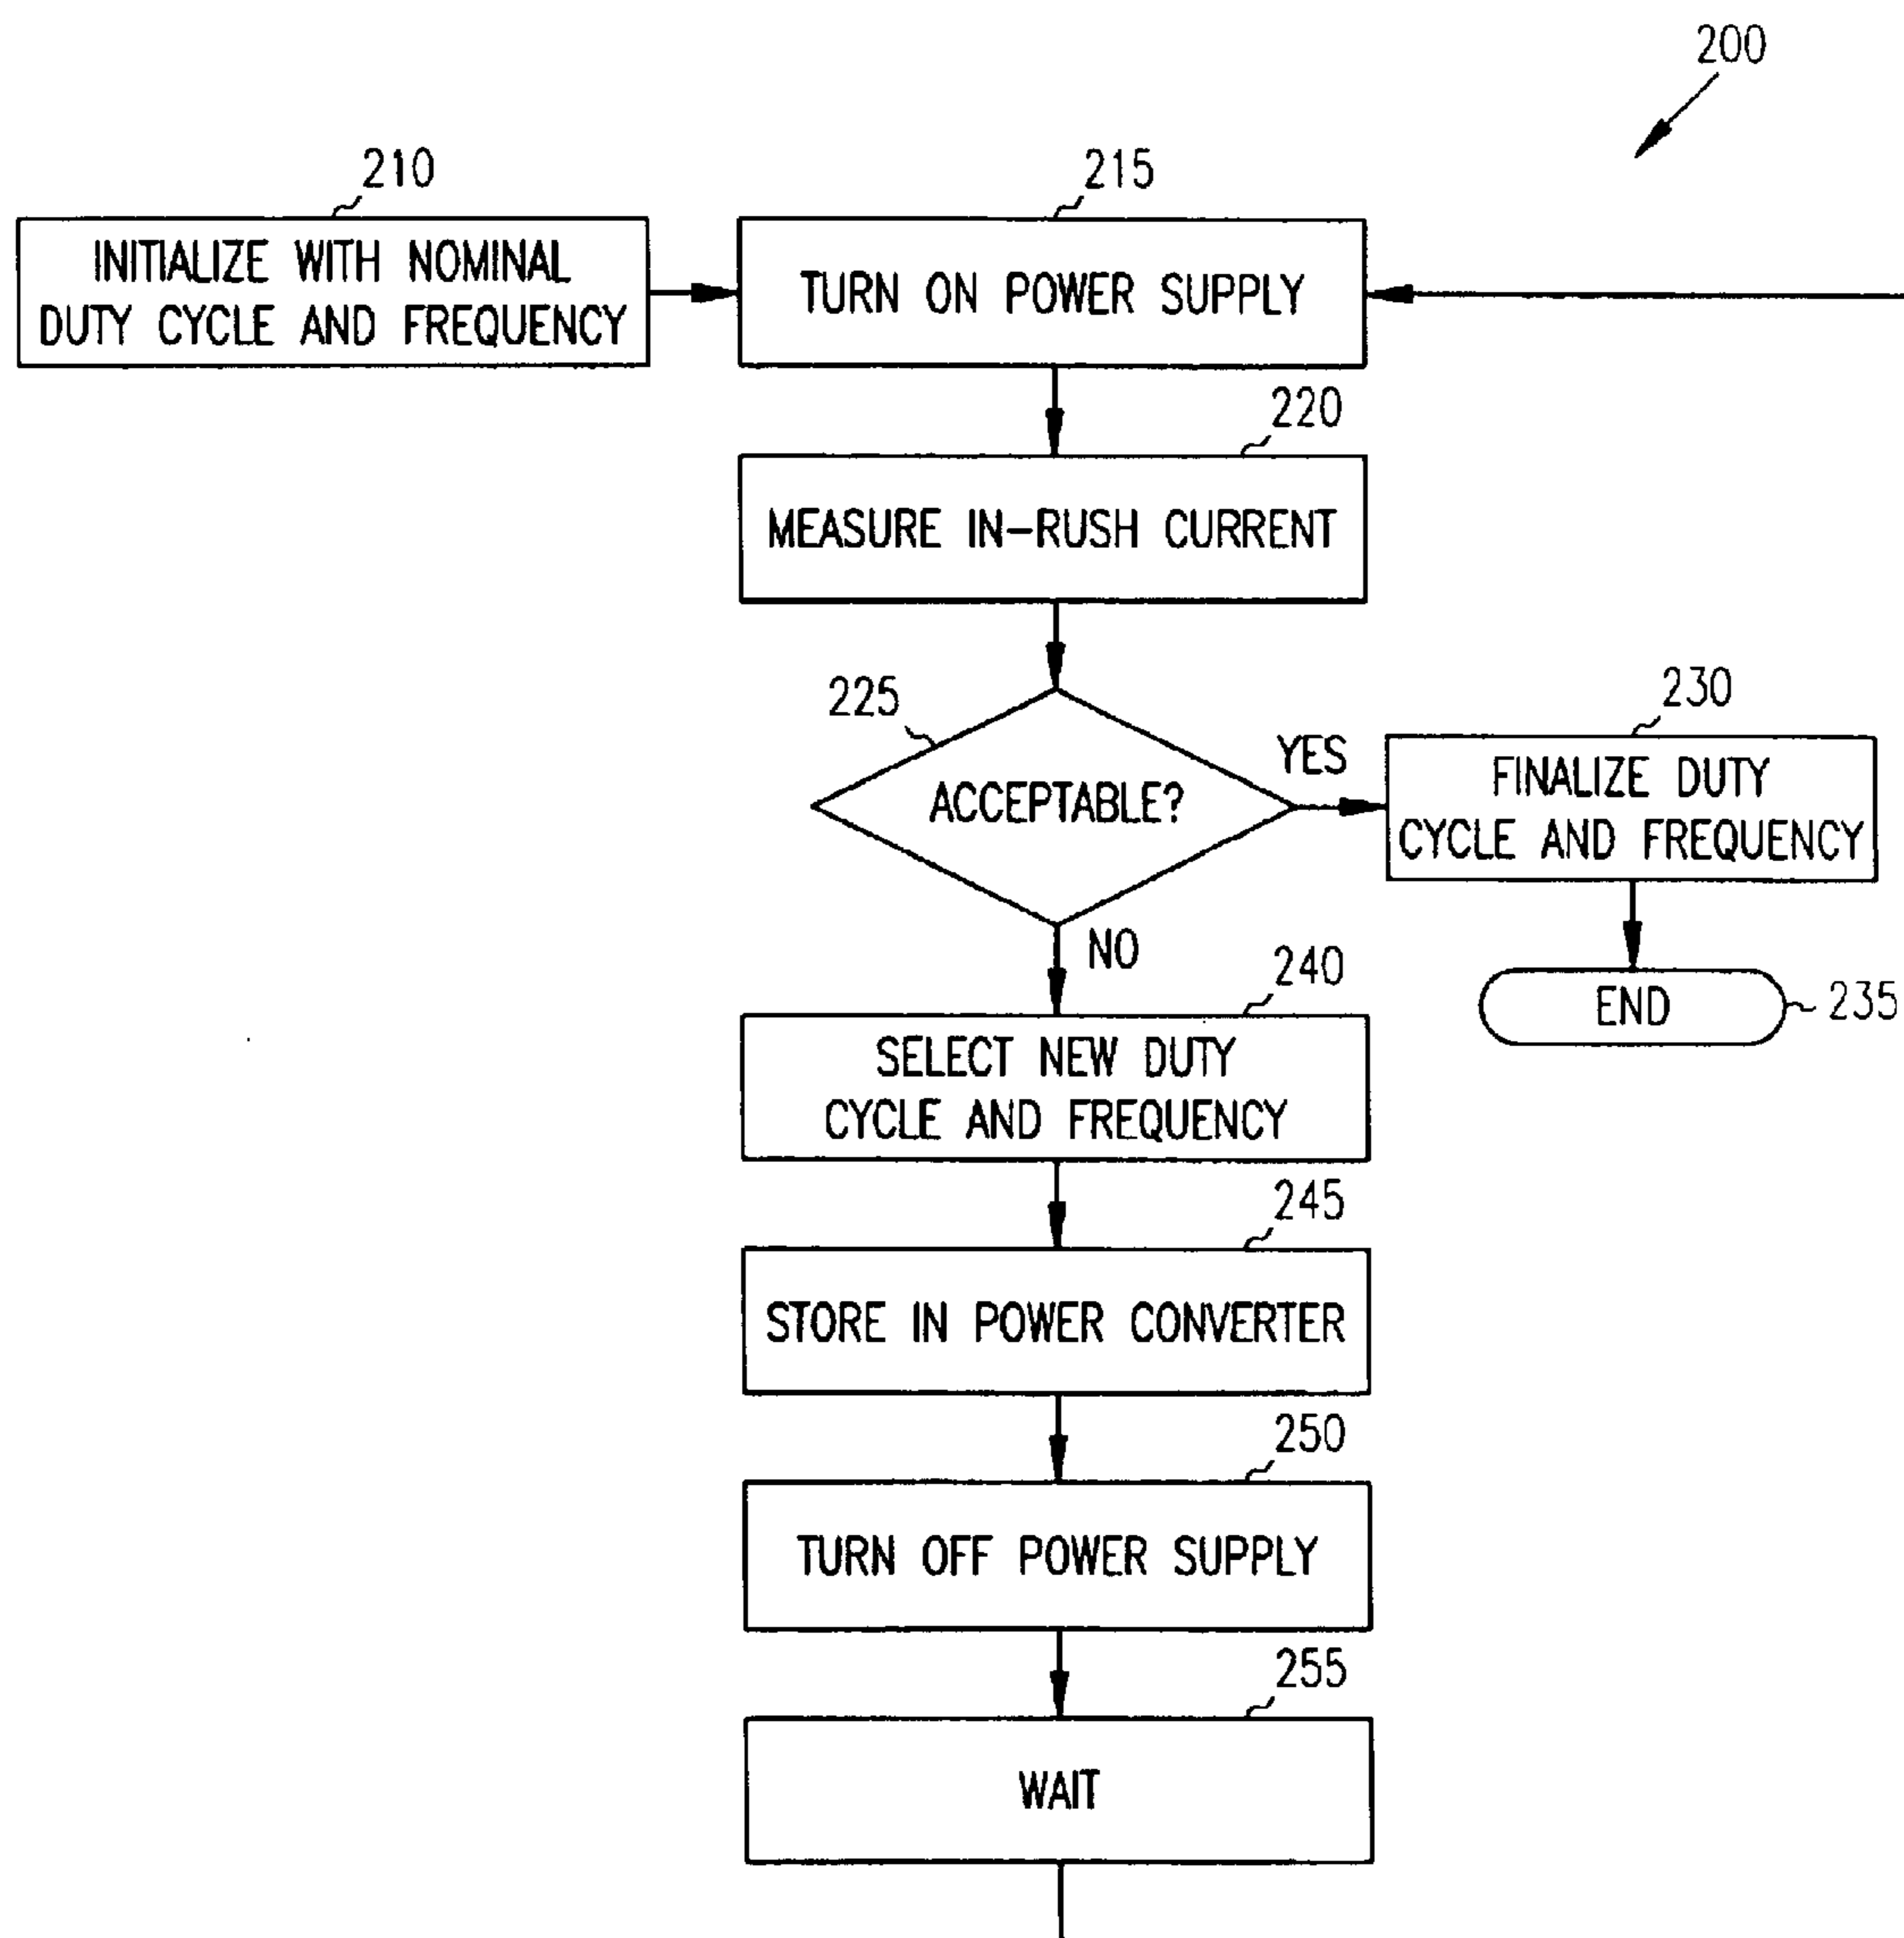 200
210
INITIALIZE WITH NOMINAL
DUTY CYCLE AND FREQUENCY
215
TURN ON POWER SUPPLY
220
MEASURE IN-RUSH CURRENT
225
ACCEPTABLE?
YES
230
FINALIZE DUTY
CYCLE AND FREQUENCY
END
235
NO
240
SELECT NEW DUTY
CYCLE AND FREQUENCY
245
STORE IN POWER CONVERTER
250
TURN OFF POWER SUPPLY
255
WAIT